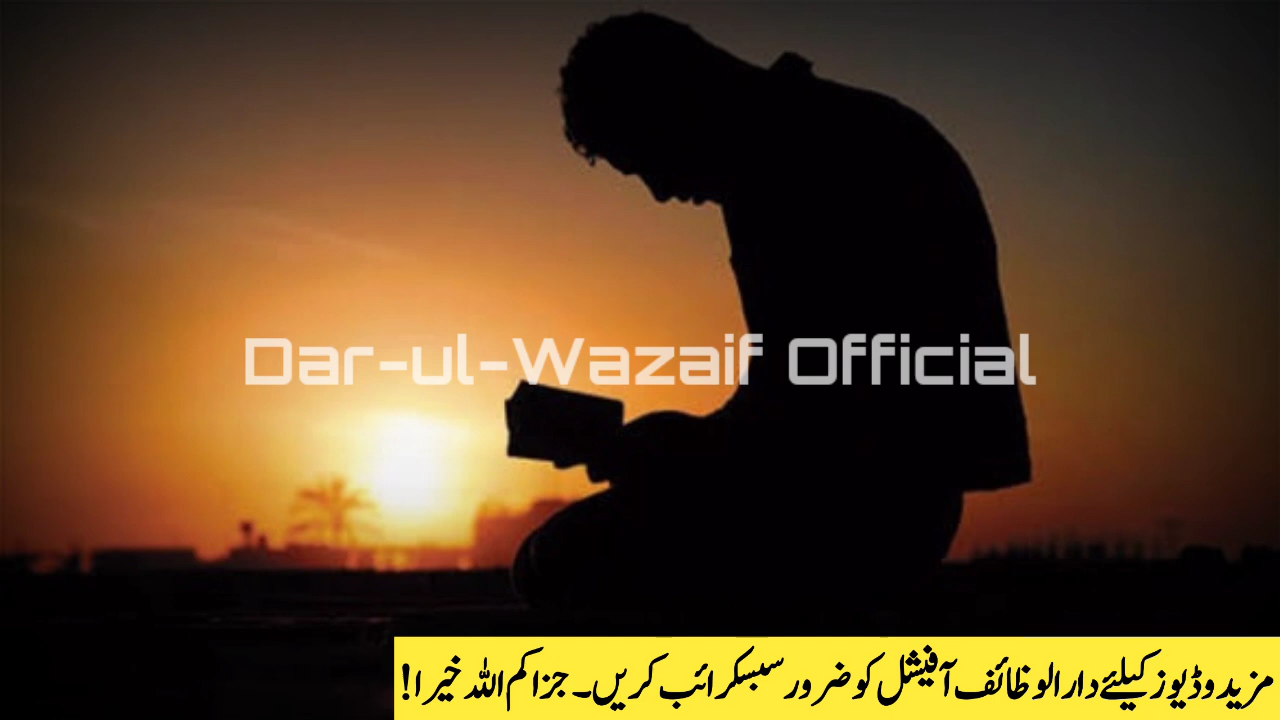 Dar-ul-Wazaif Official
مزید وڈیوز کیلئے دارالوظائف آفیشل کو ضرور سبسکرائب کریں۔ جزاکم اللہ خیرا!